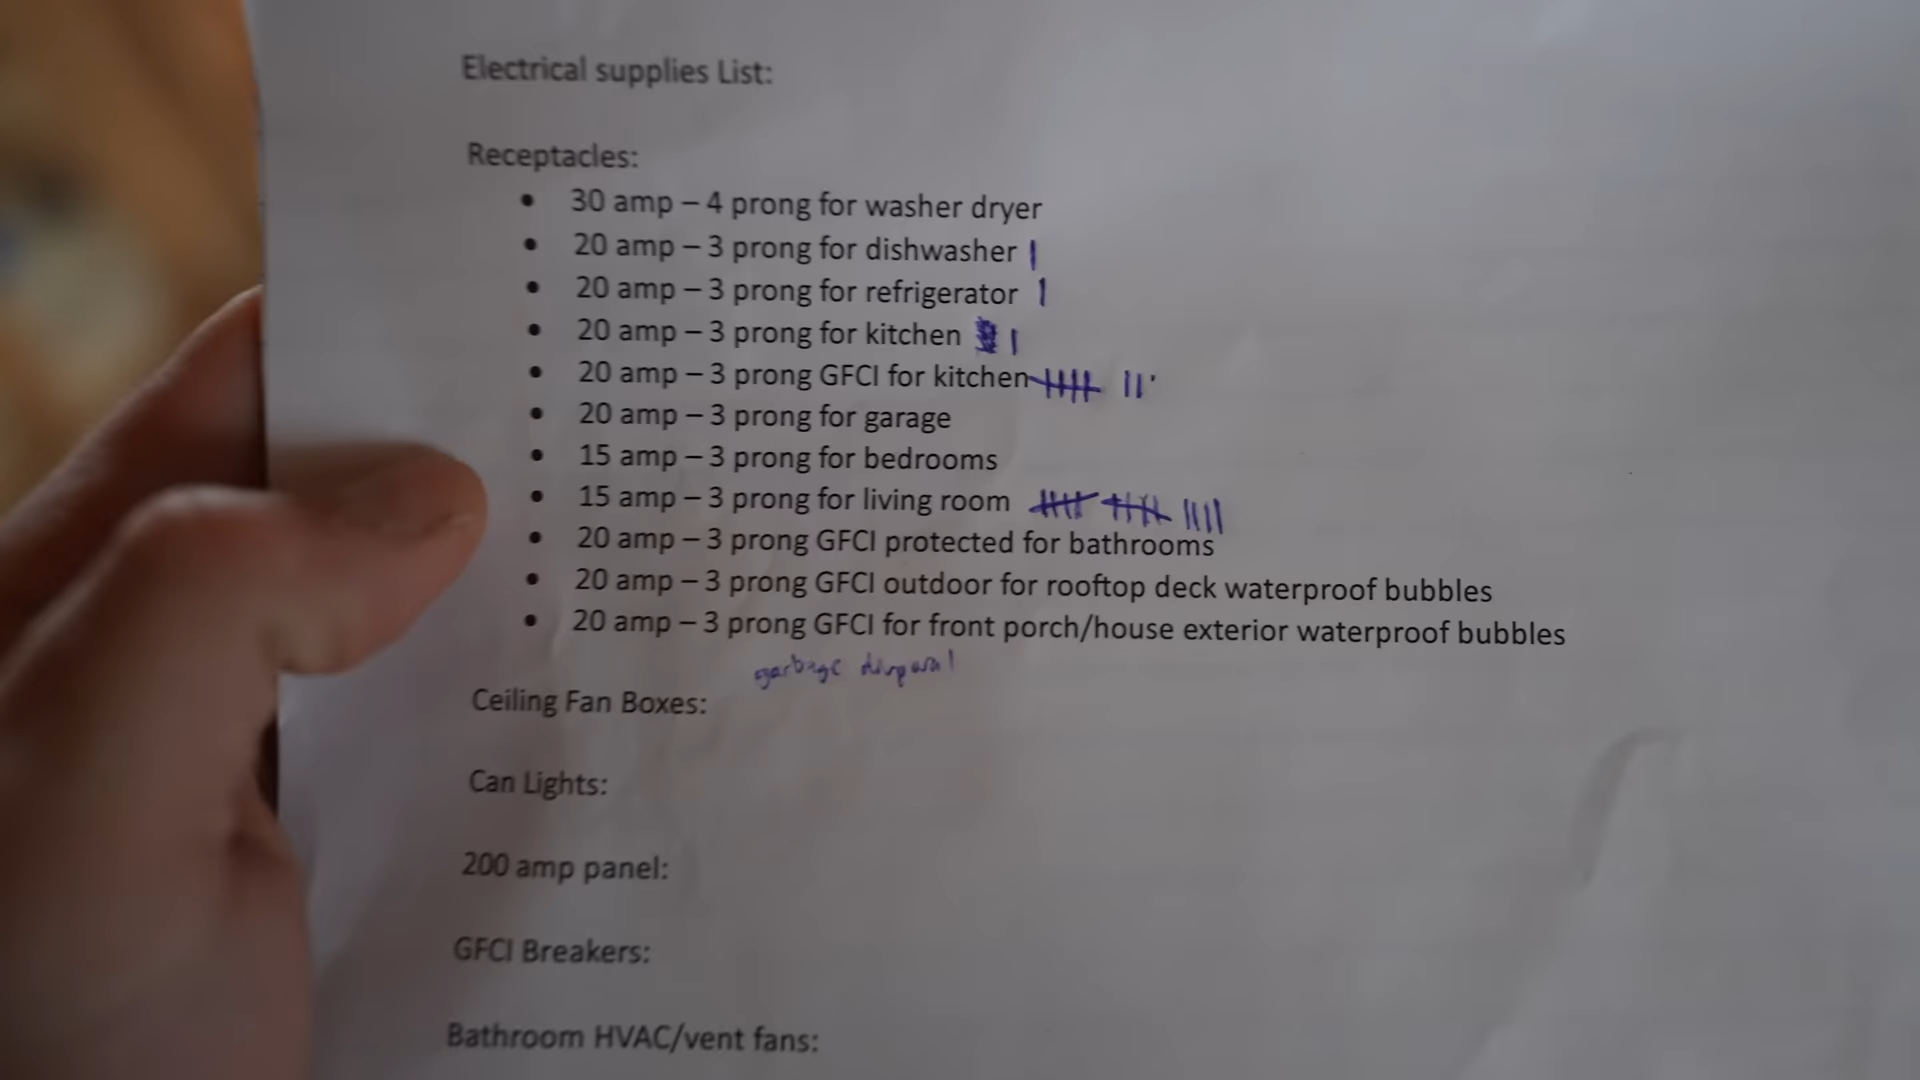 Electrical supplies List:
Receptacles:
• 30 amp – 4 prong for washer dryer
• 20 amp – 3 prong for dishwasher |
• 20 amp – 3 prong for refrigerator |
• 20 amp – 3 prong for kitchen |
• 20 amp – 3 prong GFCI for kitchen 卌 ||
• 20 amp – 3 prong for garage
• 15 amp – 3 prong for bedrooms
• 15 amp – 3 prong for living room 卌 卌 ||||
• 20 amp – 3 prong GFCI protected for bathrooms
• 20 amp – 3 prong GFCI outdoor for rooftop deck waterproof bubbles
• 20 amp – 3 prong GFCI for front porch/house exterior waterproof bubbles
garbage disposal
Ceiling Fan Boxes:
Can Lights:
200 amp panel:
GFCI Breakers:
Bathroom HVAC/vent fans: